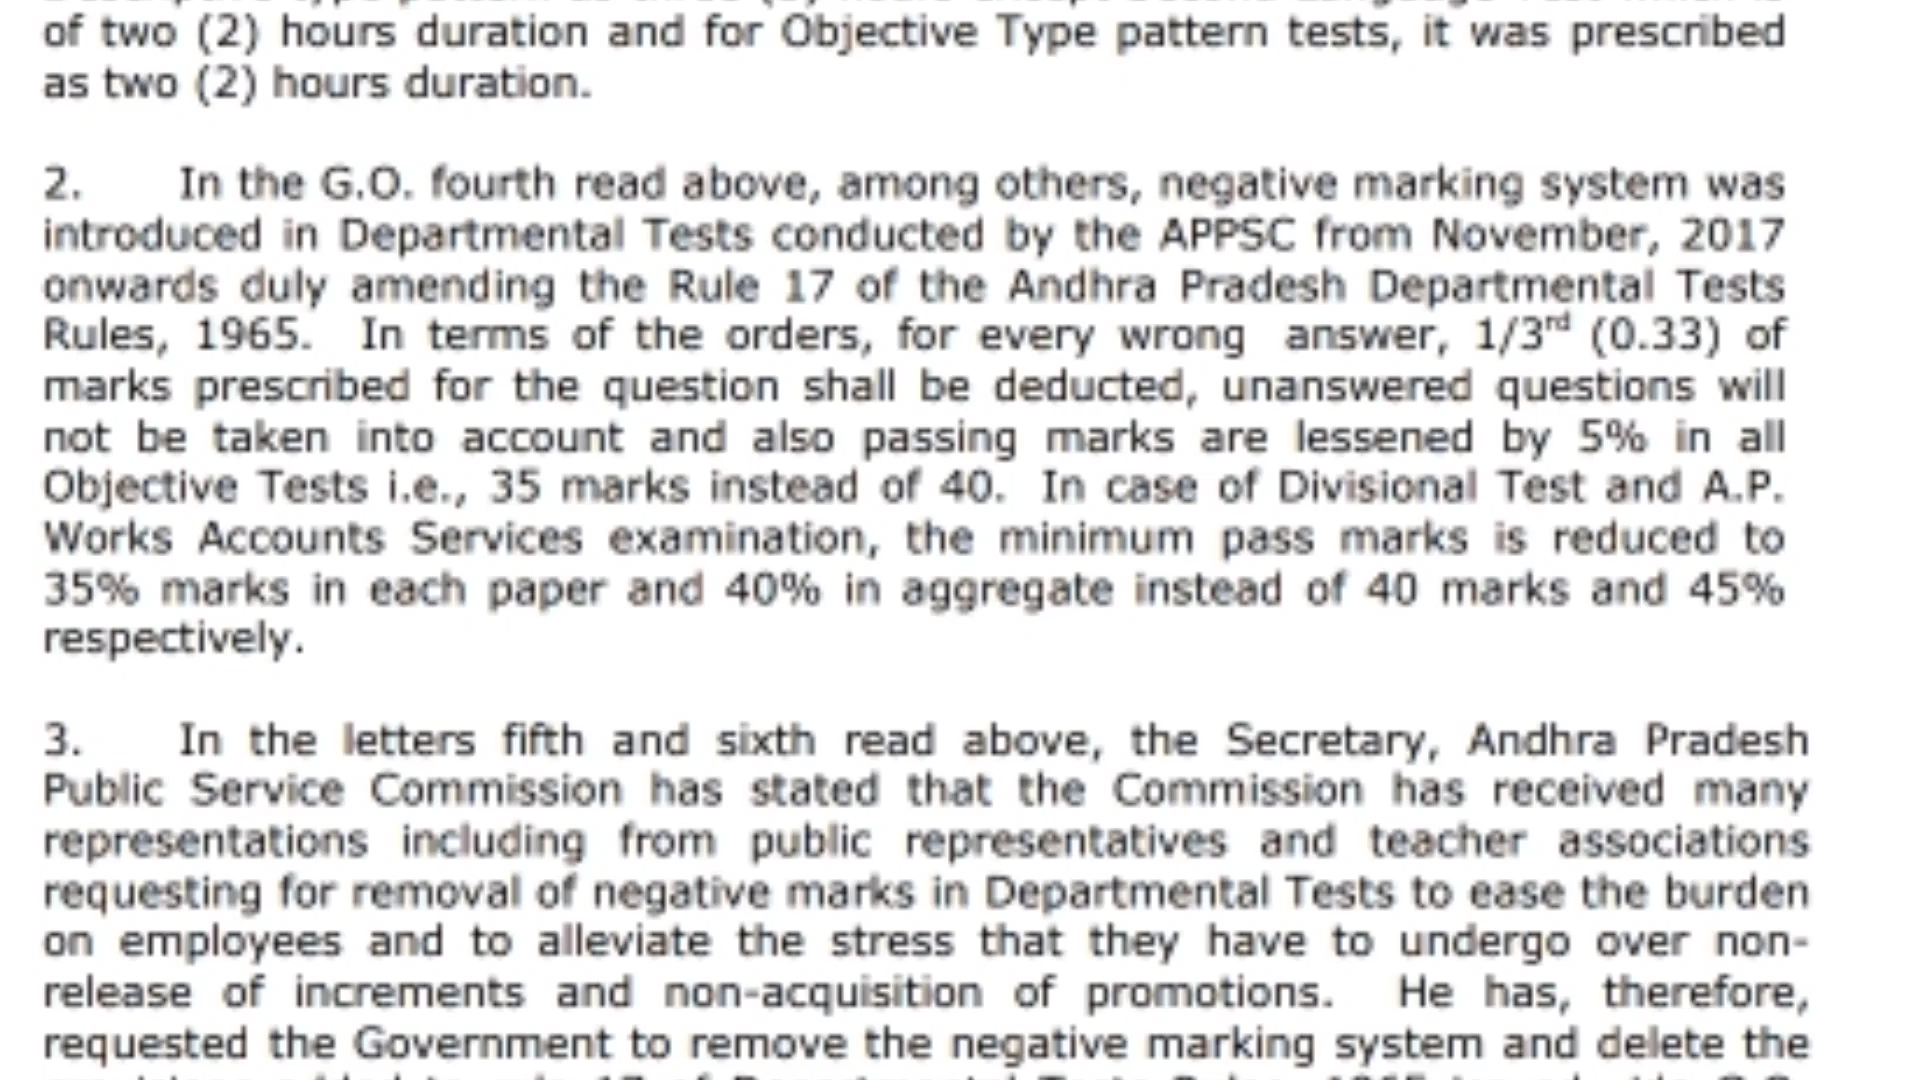 of two (2) hours duration and for Objective Type pattern tests, it was prescribed
as two (2) hours duration.
2. In the G.O. fourth read above, among others, negative marking system was
introduced in Departmental Tests conducted by the APPSC from November, 2017
onwards duly amending the Rule 17 of the Andhra Pradesh Departmental Tests
Rules, 1965. In terms of the orders, for every wrong answer, 1/3rd (0.33) of
marks prescribed for the question shall be deducted, unanswered questions will
not be taken into account and also passing marks are lessened by 5% in all
Objective Tests i.e., 35 marks instead of 40. In case of Divisional Test and A.P.
Works Accounts Services examination, the minimum pass marks is reduced to
35% marks in each paper and 40% in aggregate instead of 40 marks and 45%
respectively.
3. In the letters fifth and sixth read above, the Secretary, Andhra Pradesh
Public Service Commission has stated that the Commission has received many
representations including from public representatives and teacher associations
requesting for removal of negative marks in Departmental Tests to ease the burden
on employees and to alleviate the stress that they have to undergo over non-
release of increments and non-acquisition of promotions. He has, therefore,
requested the Government to remove the negative marking system and delete the